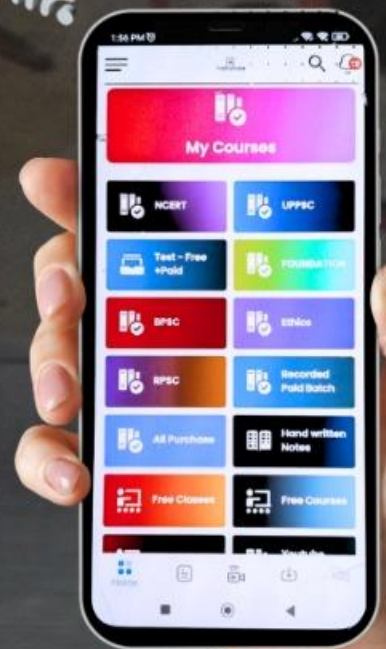 1:56 PM
My Courses
NCERT
UPPSC
Test - Free
+Paid
FOUNDATION
BPSC
Ethics
RPSC
Recorded
Paid Batch
All Purchase
Hand written
Notes
Free Classes
Free Courses
Youtube
Home